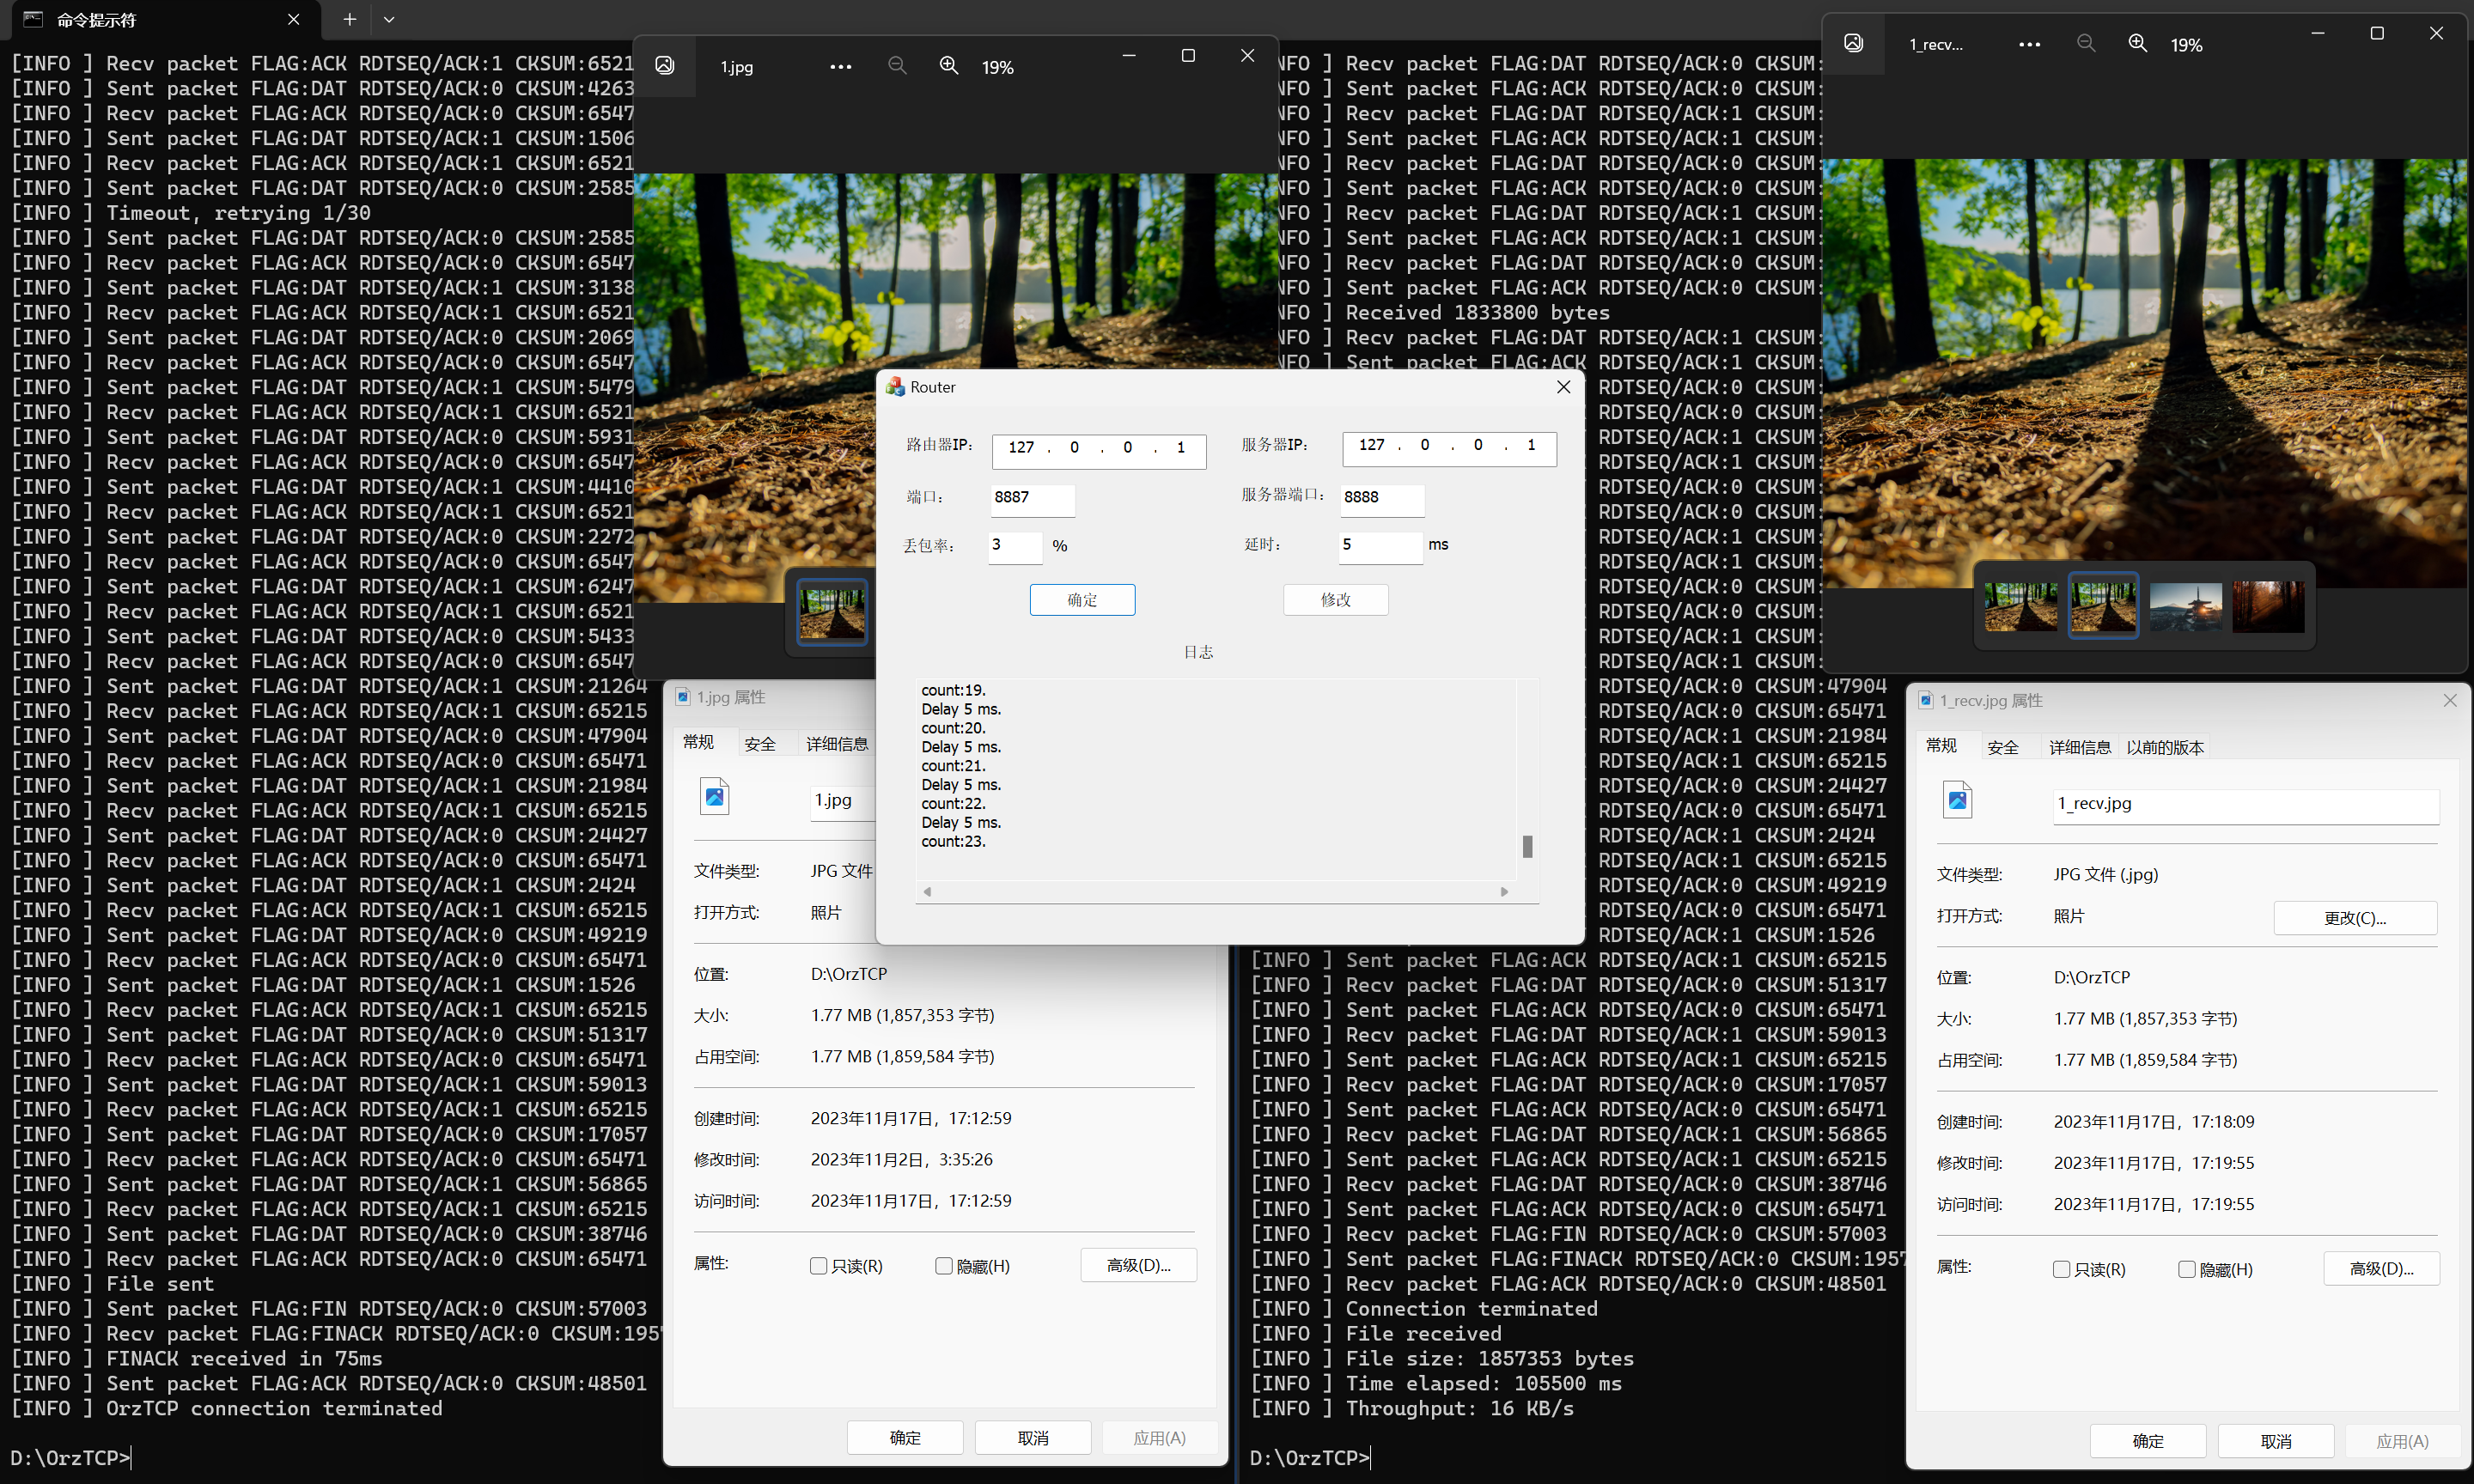 命令提示符
[INFO ] Recv packet FLAG:ACK RDTSEQ/ACK:1 CKSUM:6521
[INFO ] Sent packet FLAG:DAT RDTSEQ/ACK:0 CKSUM:4263
[INFO ] Recv packet FLAG:ACK RDTSEQ/ACK:0 CKSUM:6547
[INFO ] Sent packet FLAG:DAT RDTSEQ/ACK:1 CKSUM:1506
[INFO ] Recv packet FLAG:ACK RDTSEQ/ACK:1 CKSUM:6521
[INFO ] Sent packet FLAG:DAT RDTSEQ/ACK:0 CKSUM:2585
[INFO ] Timeout, retrying 1/30
[INFO ] Sent packet FLAG:DAT RDTSEQ/ACK:0 CKSUM:2585
[INFO ] Recv packet FLAG:ACK RDTSEQ/ACK:0 CKSUM:6547
[INFO ] Sent packet FLAG:DAT RDTSEQ/ACK:1 CKSUM:3138
[INFO ] Recv packet FLAG:ACK RDTSEQ/ACK:1 CKSUM:6521
[INFO ] Sent packet FLAG:DAT RDTSEQ/ACK:0 CKSUM:2069
[INFO ] Recv packet FLAG:ACK RDTSEQ/ACK:0 CKSUM:6547
[INFO ] Sent packet FLAG:DAT RDTSEQ/ACK:1 CKSUM:5479
[INFO ] Recv packet FLAG:ACK RDTSEQ/ACK:1 CKSUM:6521
[INFO ] Sent packet FLAG:DAT RDTSEQ/ACK:0 CKSUM:5931
[INFO ] Recv packet FLAG:ACK RDTSEQ/ACK:0 CKSUM:6547
[INFO ] Sent packet FLAG:DAT RDTSEQ/ACK:1 CKSUM:4410
[INFO ] Recv packet FLAG:ACK RDTSEQ/ACK:1 CKSUM:6521
[INFO ] Sent packet FLAG:DAT RDTSEQ/ACK:0 CKSUM:2272
[INFO ] Recv packet FLAG:ACK RDTSEQ/ACK:0 CKSUM:6547
[INFO ] Sent packet FLAG:DAT RDTSEQ/ACK:1 CKSUM:6247
[INFO ] Recv packet FLAG:ACK RDTSEQ/ACK:1 CKSUM:6521
[INFO ] Sent packet FLAG:DAT RDTSEQ/ACK:0 CKSUM:5433
[INFO ] Recv packet FLAG:ACK RDTSEQ/ACK:0 CKSUM:6547
[INFO ] Sent packet FLAG:DAT RDTSEQ/ACK:1 CKSUM:21264
[INFO ] Recv packet FLAG:ACK RDTSEQ/ACK:1 CKSUM:65215
[INFO ] Sent packet FLAG:DAT RDTSEQ/ACK:0 CKSUM:47904
[INFO ] Recv packet FLAG:ACK RDTSEQ/ACK:0 CKSUM:65471
[INFO ] Sent packet FLAG:DAT RDTSEQ/ACK:1 CKSUM:21984
[INFO ] Recv packet FLAG:ACK RDTSEQ/ACK:1 CKSUM:65215
[INFO ] Sent packet FLAG:DAT RDTSEQ/ACK:0 CKSUM:24427
[INFO ] Recv packet FLAG:ACK RDTSEQ/ACK:0 CKSUM:65471
[INFO ] Sent packet FLAG:DAT RDTSEQ/ACK:1 CKSUM:2424
[INFO ] Recv packet FLAG:ACK RDTSEQ/ACK:1 CKSUM:65215
[INFO ] Sent packet FLAG:DAT RDTSEQ/ACK:0 CKSUM:49219
[INFO ] Recv packet FLAG:ACK RDTSEQ/ACK:0 CKSUM:65471
[INFO ] Sent packet FLAG:DAT RDTSEQ/ACK:1 CKSUM:1526
[INFO ] Recv packet FLAG:ACK RDTSEQ/ACK:1 CKSUM:65215
[INFO ] Sent packet FLAG:DAT RDTSEQ/ACK:0 CKSUM:51317
[INFO ] Recv packet FLAG:ACK RDTSEQ/ACK:0 CKSUM:65471
[INFO ] Sent packet FLAG:DAT RDTSEQ/ACK:1 CKSUM:59013
[INFO ] Recv packet FLAG:ACK RDTSEQ/ACK:1 CKSUM:65215
[INFO ] Sent packet FLAG:DAT RDTSEQ/ACK:0 CKSUM:17057
[INFO ] Recv packet FLAG:ACK RDTSEQ/ACK:0 CKSUM:65471
[INFO ] Sent packet FLAG:DAT RDTSEQ/ACK:1 CKSUM:56865
[INFO ] Recv packet FLAG:ACK RDTSEQ/ACK:1 CKSUM:65215
[INFO ] Sent packet FLAG:DAT RDTSEQ/ACK:0 CKSUM:38746
[INFO ] Recv packet FLAG:ACK RDTSEQ/ACK:0 CKSUM:65471
[INFO ] File sent
[INFO ] Sent packet FLAG:FIN RDTSEQ/ACK:0 CKSUM:57003
[INFO ] Recv packet FLAG:FINACK RDTSEQ/ACK:0 CKSUM:195
[INFO ] FINACK received in 75ms
[INFO ] Sent packet FLAG:ACK RDTSEQ/ACK:0 CKSUM:48501
[INFO ] OrzTCP connection terminated
D:\OrzTCP>
1.jpg
19%
NFO ] Recv packet FLAG:DAT RDTSEQ/ACK:0 CKSUM:
NFO ] Sent packet FLAG:ACK RDTSEQ/ACK:0 CKSUM:
NFO ] Recv packet FLAG:DAT RDTSEQ/ACK:1 CKSUM:
NFO ] Sent packet FLAG:ACK RDTSEQ/ACK:1 CKSUM:
NFO ] Recv packet FLAG:DAT RDTSEQ/ACK:0 CKSUM:
NFO ] Sent packet FLAG:ACK RDTSEQ/ACK:0 CKSUM:
NFO ] Recv packet FLAG:DAT RDTSEQ/ACK:1 CKSUM:
NFO ] Sent packet FLAG:ACK RDTSEQ/ACK:1 CKSUM:
NFO ] Recv packet FLAG:DAT RDTSEQ/ACK:0 CKSUM:
NFO ] Sent packet FLAG:ACK RDTSEQ/ACK:0 CKSUM:
NFO ] Received 1833800 bytes
NFO ] Recv packet FLAG:DAT RDTSEQ/ACK:1 CKSUM:
NFO ] Sent packet FLAG:ACK RDTSEQ/ACK:1 CKSUM:
RDTSEQ/ACK:0 CKSUM:
RDTSEQ/ACK:0 CKSUM:
RDTSEQ/ACK:1 CKSUM:
RDTSEQ/ACK:1 CKSUM:
RDTSEQ/ACK:0 CKSUM:
RDTSEQ/ACK:0 CKSUM:
RDTSEQ/ACK:1 CKSUM:
RDTSEQ/ACK:1 CKSUM:
RDTSEQ/ACK:0 CKSUM:
RDTSEQ/ACK:0 CKSUM:
RDTSEQ/ACK:1 CKSUM:
RDTSEQ/ACK:1 CKSUM:
RDTSEQ/ACK:0 CKSUM:47904
RDTSEQ/ACK:0 CKSUM:65471
RDTSEQ/ACK:1 CKSUM:21984
RDTSEQ/ACK:1 CKSUM:65215
RDTSEQ/ACK:0 CKSUM:24427
RDTSEQ/ACK:0 CKSUM:65471
RDTSEQ/ACK:1 CKSUM:2424
RDTSEQ/ACK:1 CKSUM:65215
RDTSEQ/ACK:0 CKSUM:49219
RDTSEQ/ACK:0 CKSUM:65471
RDTSEQ/ACK:1 CKSUM:1526
[INFO ] Sent packet FLAG:ACK RDTSEQ/ACK:1 CKSUM:65215
[INFO ] Recv packet FLAG:DAT RDTSEQ/ACK:0 CKSUM:51317
[INFO ] Sent packet FLAG:ACK RDTSEQ/ACK:0 CKSUM:65471
[INFO ] Recv packet FLAG:DAT RDTSEQ/ACK:1 CKSUM:59013
[INFO ] Sent packet FLAG:ACK RDTSEQ/ACK:1 CKSUM:65215
[INFO ] Recv packet FLAG:DAT RDTSEQ/ACK:0 CKSUM:17057
[INFO ] Sent packet FLAG:ACK RDTSEQ/ACK:0 CKSUM:65471
[INFO ] Recv packet FLAG:DAT RDTSEQ/ACK:1 CKSUM:56865
[INFO ] Sent packet FLAG:ACK RDTSEQ/ACK:1 CKSUM:65215
[INFO ] Recv packet FLAG:DAT RDTSEQ/ACK:0 CKSUM:38746
[INFO ] Sent packet FLAG:ACK RDTSEQ/ACK:0 CKSUM:65471
[INFO ] Recv packet FLAG:FIN RDTSEQ/ACK:0 CKSUM:57003
[INFO ] Sent packet FLAG:FINACK RDTSEQ/ACK:0 CKSUM:1957
[INFO ] Recv packet FLAG:ACK RDTSEQ/ACK:0 CKSUM:48501
[INFO ] Connection terminated
[INFO ] File received
[INFO ] File size: 1857353 bytes
[INFO ] Time elapsed: 105500 ms
[INFO ] Throughput: 16 KB/s
D:\OrzTCP>
1_recv...
19%
Router
路由器IP: 127 . 0 . 0 . 1 服务器IP: 127 . 0 . 0 . 1
端口: 8887 服务器端口: 8888
丢包率: 3 % 延时: 5 ms
确定 修改
日志
count:19.
Delay 5 ms.
count:20.
Delay 5 ms.
count:21.
Delay 5 ms.
count:22.
Delay 5 ms.
count:23.
1.jpg 属性
常规 安全 详细信息
1.jpg
文件类型: JPG 文件
打开方式: 照片
位置: D:\OrzTCP
大小: 1.77 MB (1,857,353 字节)
占用空间: 1.77 MB (1,859,584 字节)
创建时间: 2023年11月17日，17:12:59
修改时间: 2023年11月2日，3:35:26
访问时间: 2023年11月17日，17:12:59
属性: 只读(R) 隐藏(H) 高级(D)...
确定 取消 应用(A)
1_recv.jpg 属性
常规 安全 详细信息 以前的版本
1_recv.jpg
文件类型: JPG 文件 (.jpg)
打开方式: 照片 更改(C)...
位置: D:\OrzTCP
大小: 1.77 MB (1,857,353 字节)
占用空间: 1.77 MB (1,859,584 字节)
创建时间: 2023年11月17日，17:18:09
修改时间: 2023年11月17日，17:19:55
访问时间: 2023年11月17日，17:19:55
属性: 只读(R) 隐藏(H) 高级(D)...
确定 取消 应用(A)